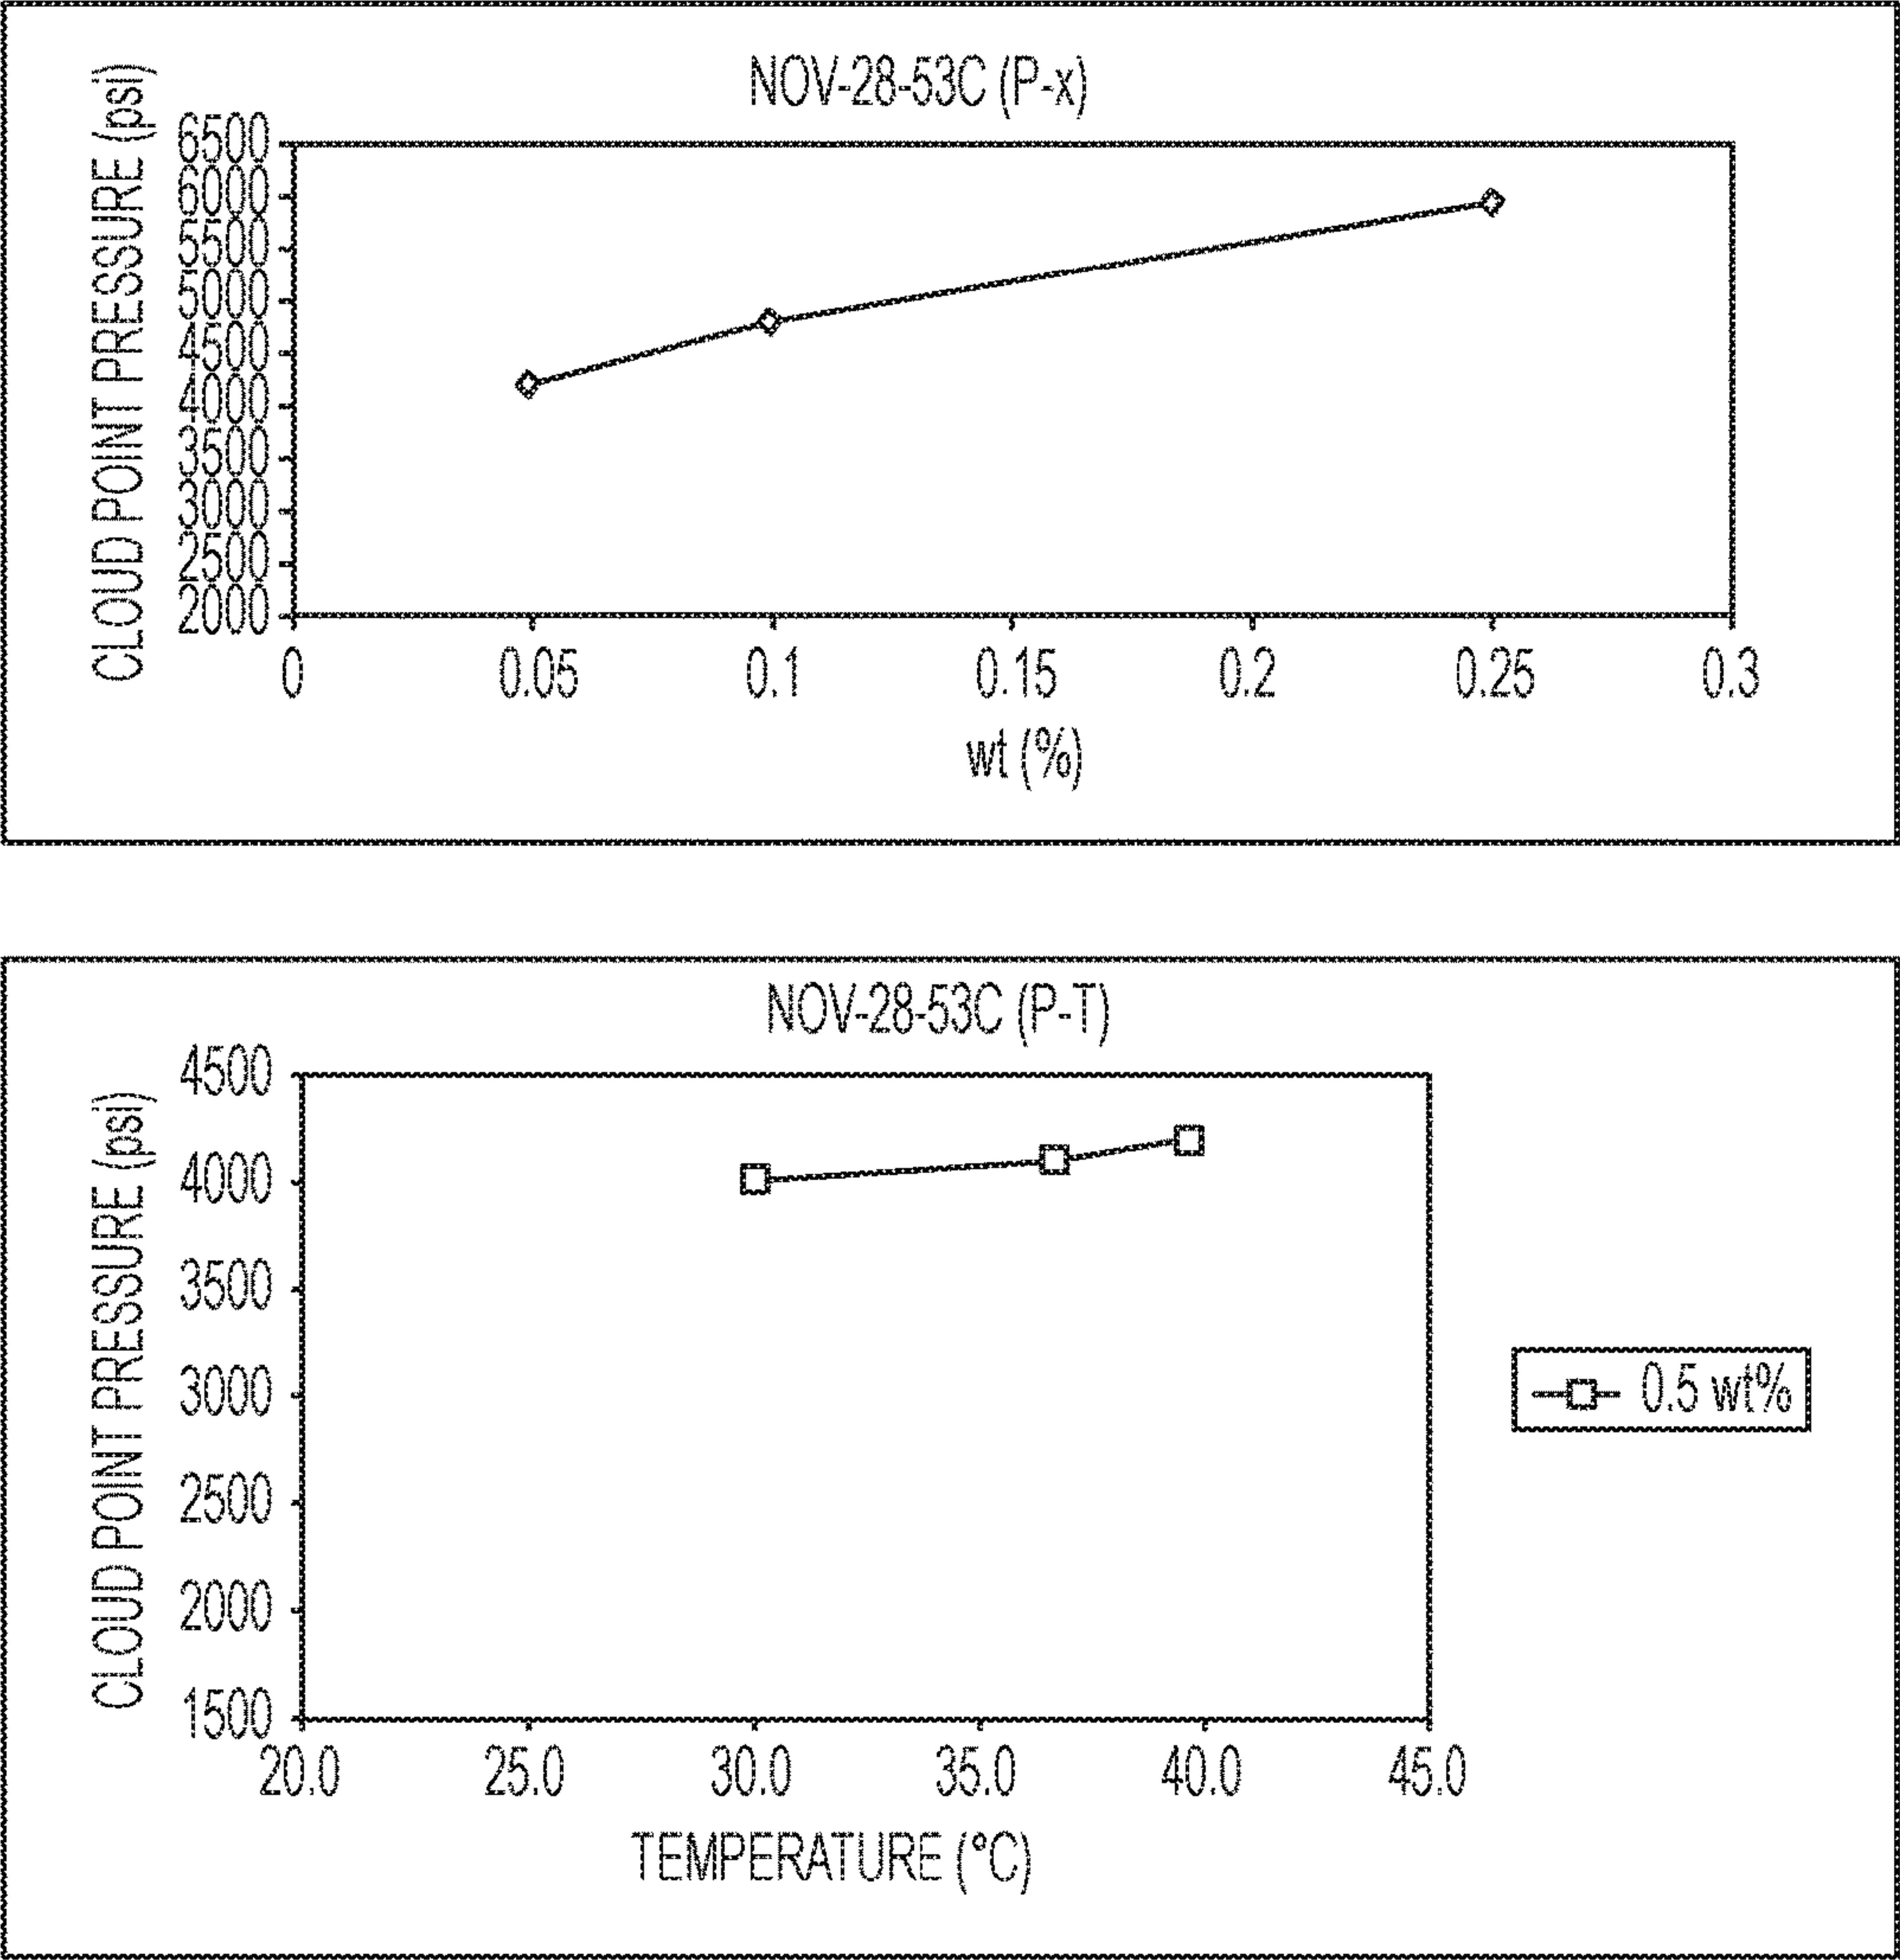 NOV-28-53C (P-x)
CLOUD POINT PRESSURE (psi)
6500
6000
5500
5000
4500
4000
3500
3000
2500
2000
0 0.05 0.1 0.15 0.2 0.25 0.3
wt (%)
NOV-28-53C (P-T)
CLOUD POINT PRESSURE (psi)
4500
4000
3500
3000
2500
2000
1500
20.0 25.0 30.0 35.0 40.0 45.0
TEMPERATURE (°C)
0.5 wt%